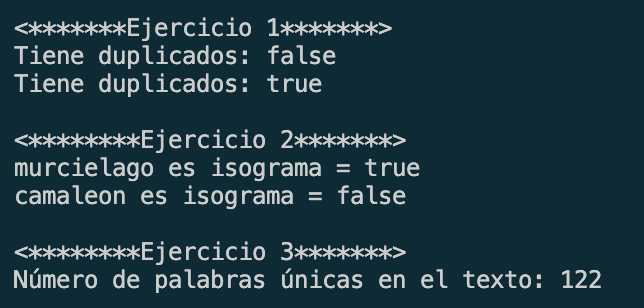 <*******Ejercicio 1*******>
Tiene duplicados: false
Tiene duplicados: true
<********Ejercicio 2*******>
murcielago es isograma = true
camaleon es isograma = false
<********Ejercicio 3*******>
Número de palabras únicas en el texto: 122